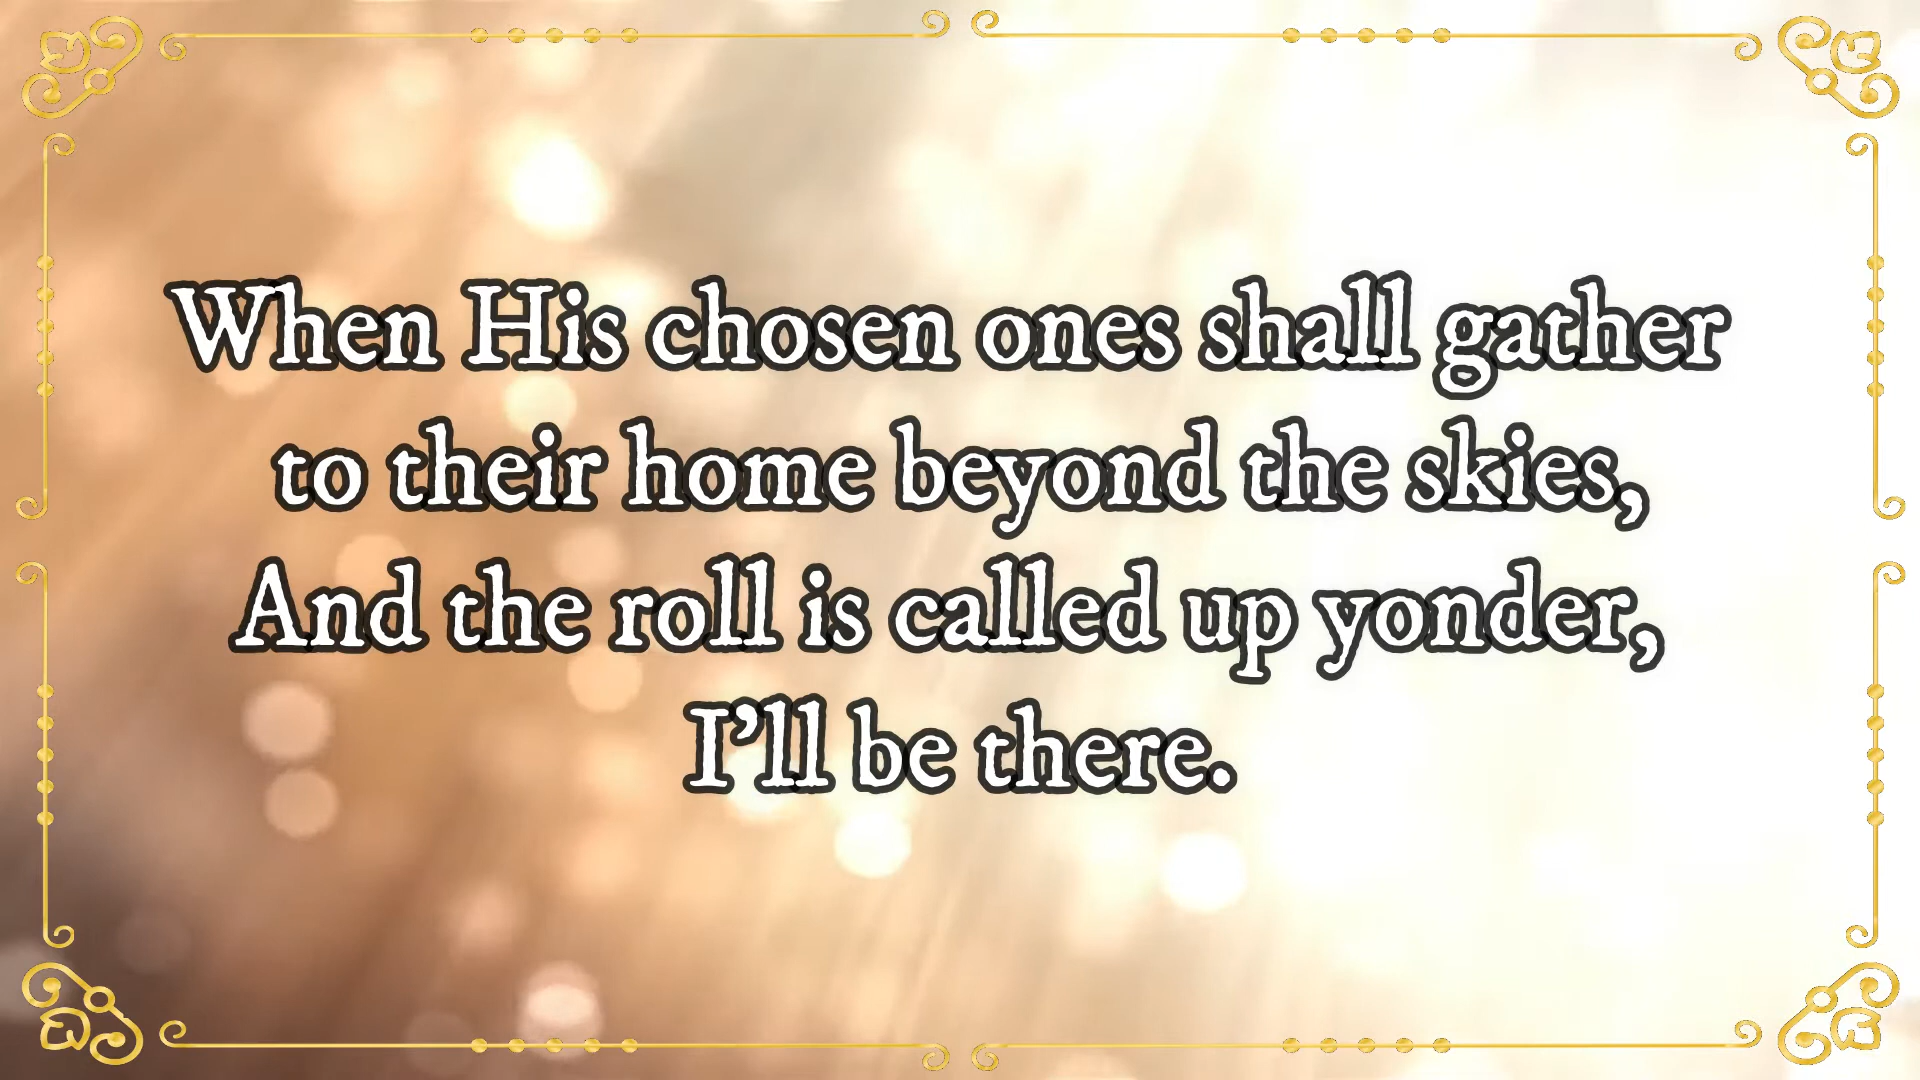 When His chosen ones shall gather
to their home beyond the skies,
And the roll is called up yonder,
I’ll be there.